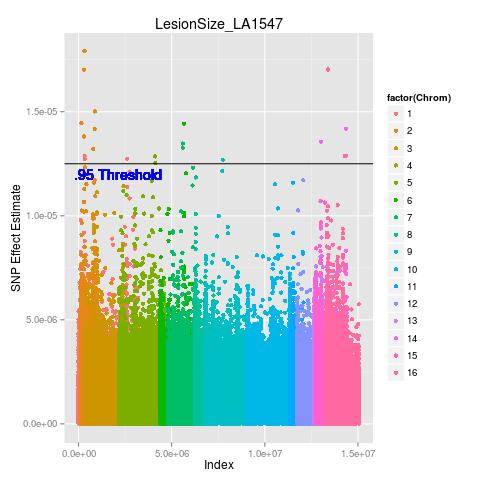 LesionSize_LA1547
SNP Effect Estimate
1.5e-05
1.0e-05
5.0e-06
0.0e+00
.95 Threshold
0.0e+00 5.0e+06 1.0e+07 1.5e+07
Index
factor(Chrom)
1
2
3
4
5
6
7
8
9
10
11
12
13
14
15
16